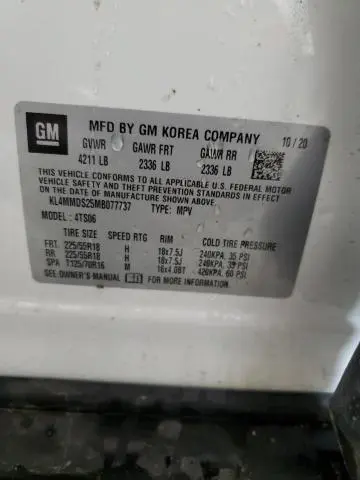 GM
MFD BY GM KOREA COMPANY 10/20
GVWR GAWR FRT GAWR RR
4211 LB 2336 LB 2336 LB
THIS VEHICLE CONFORMS TO ALL APPLICABLE U.S. FEDERAL MOTOR
VEHICLE SAFETY, BUMPER, AND THEFT PREVENTION STANDARDS IN
EFFECT ON THE DATE OF MANUFACTURE SHOWN ABOVE.
KL4MMDS25MB077737 TYPE: MPV
MODEL: 4TS06
TIRE SIZE SPEED RIM COLD TIRE PRESSURE
FRT 225/55R18 H 18x7.5J 240KPA, 35 PSI
RR 225/55R18 H 18x7.5J 240KPA, 35 PSI
SPA T125/70R16 M 16x4.0BT 420KPA, 60 PSI
SEE OWNER'S MANUAL FOR MORE INFORMATION.